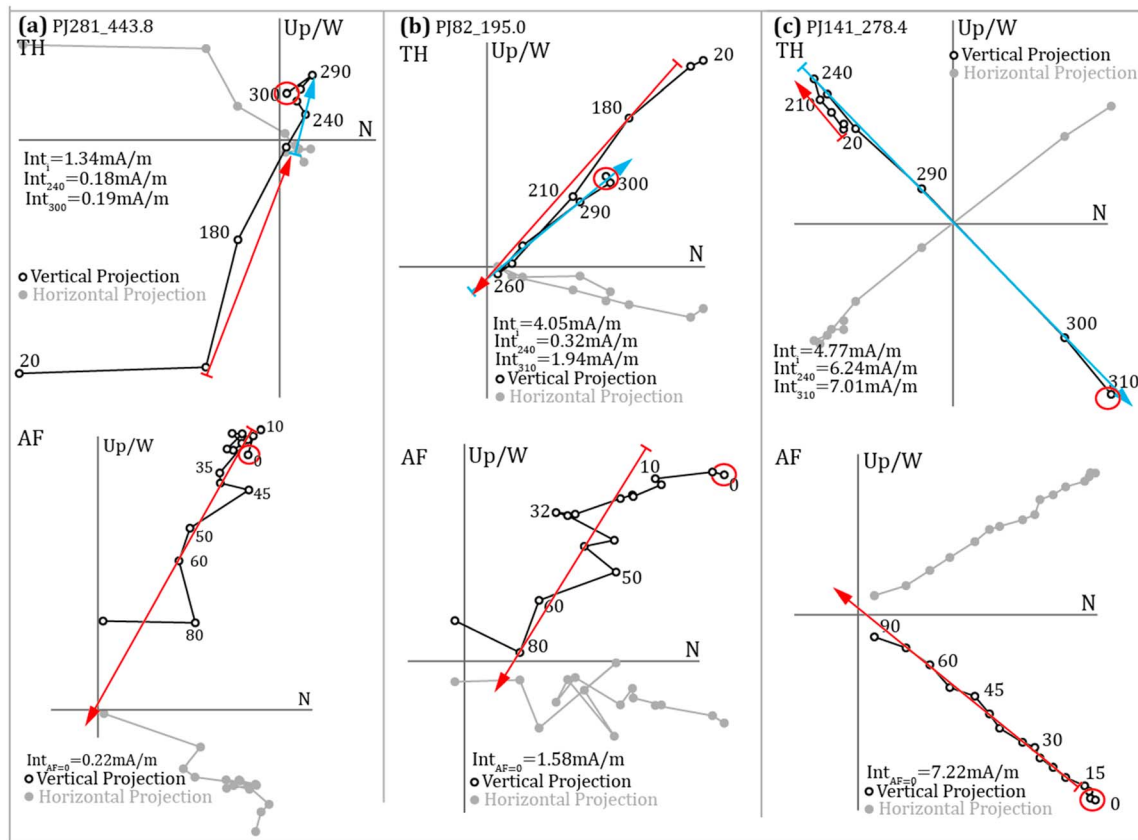 (a) PJ281_443.8
TH
Up/W
290
300
240
N
Int_i=1.34mA/m
Int_240=0.18mA/m
Int_300=0.19mA/m
180
Vertical Projection
Horizontal Projection
20
AF
Up/W
10
0
35
45
50
60
80
N
Int_AF=0=0.22mA/m
Vertical Projection
Horizontal Projection
(b) PJ82_195.0
TH
Up/W
20
180
210
300
290
N
260
Int_i=4.05mA/m
Int_240=0.32mA/m
Int_310=1.94mA/m
Vertical Projection
Horizontal Projection
AF
Up/W
10
0
32
50
60
80
N
Int_AF=0=1.58mA/m
Vertical Projection
Horizontal Projection
(c) PJ141_278.4
TH
Up/W
Vertical Projection
Horizontal Projection
240
210
20
290
N
300
310
Int_i=4.77mA/m
Int_240=6.24mA/m
Int_300=7.01mA/m
AF
Up/W
N
90
60
45
30
15
0
Int_AF=0=7.22mA/m
Vertical Projection
Horizontal Projection